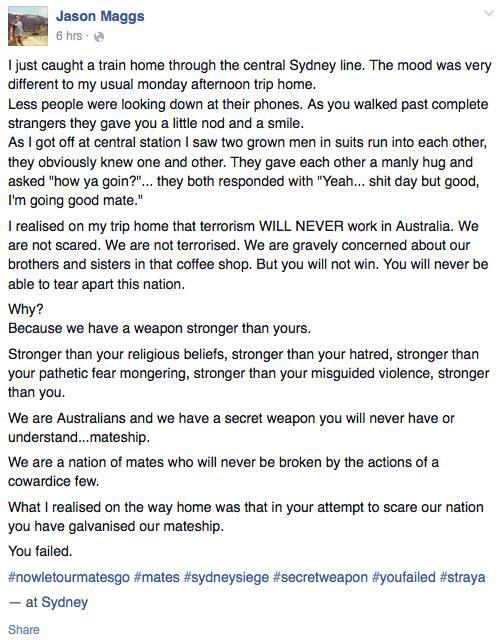 Jason Maggs
6 hrs ·
I just caught a train home through the central Sydney line. The mood was very
different to my usual monday afternoon trip home.
Less people were looking down at their phones. As you walked past complete
strangers they gave you a little nod and a smile.
As I got off at central station I saw two grown men in suits run into each other,
they obviously knew one and other. They gave each other a manly hug and
asked "how ya goin?"... they both responded with "Yeah... shit day but good,
I'm going good mate."
I realised on my trip home that terrorism WILL NEVER work in Australia. We
are not scared. We are not terrorised. We are gravely concerned about our
brothers and sisters in that coffee shop. But you will not win. You will never be
able to tear apart this nation.
Why?
Because we have a weapon stronger than yours.
Stronger than your religious beliefs, stronger than your hatred, stronger than
your pathetic fear mongering, stronger than your misguided violence, stronger
than you.
We are Australians and we have a secret weapon you will never have or
understand...mateship.
We are a nation of mates who will never be broken by the actions of a
cowardice few.
What I realised on the way home was that in your attempt to scare our nation
you have galvanised our mateship.
You failed.
#nowletourmatesgo #mates #sydneysiege #secretweapon #youfailed #straya
— at Sydney
Share